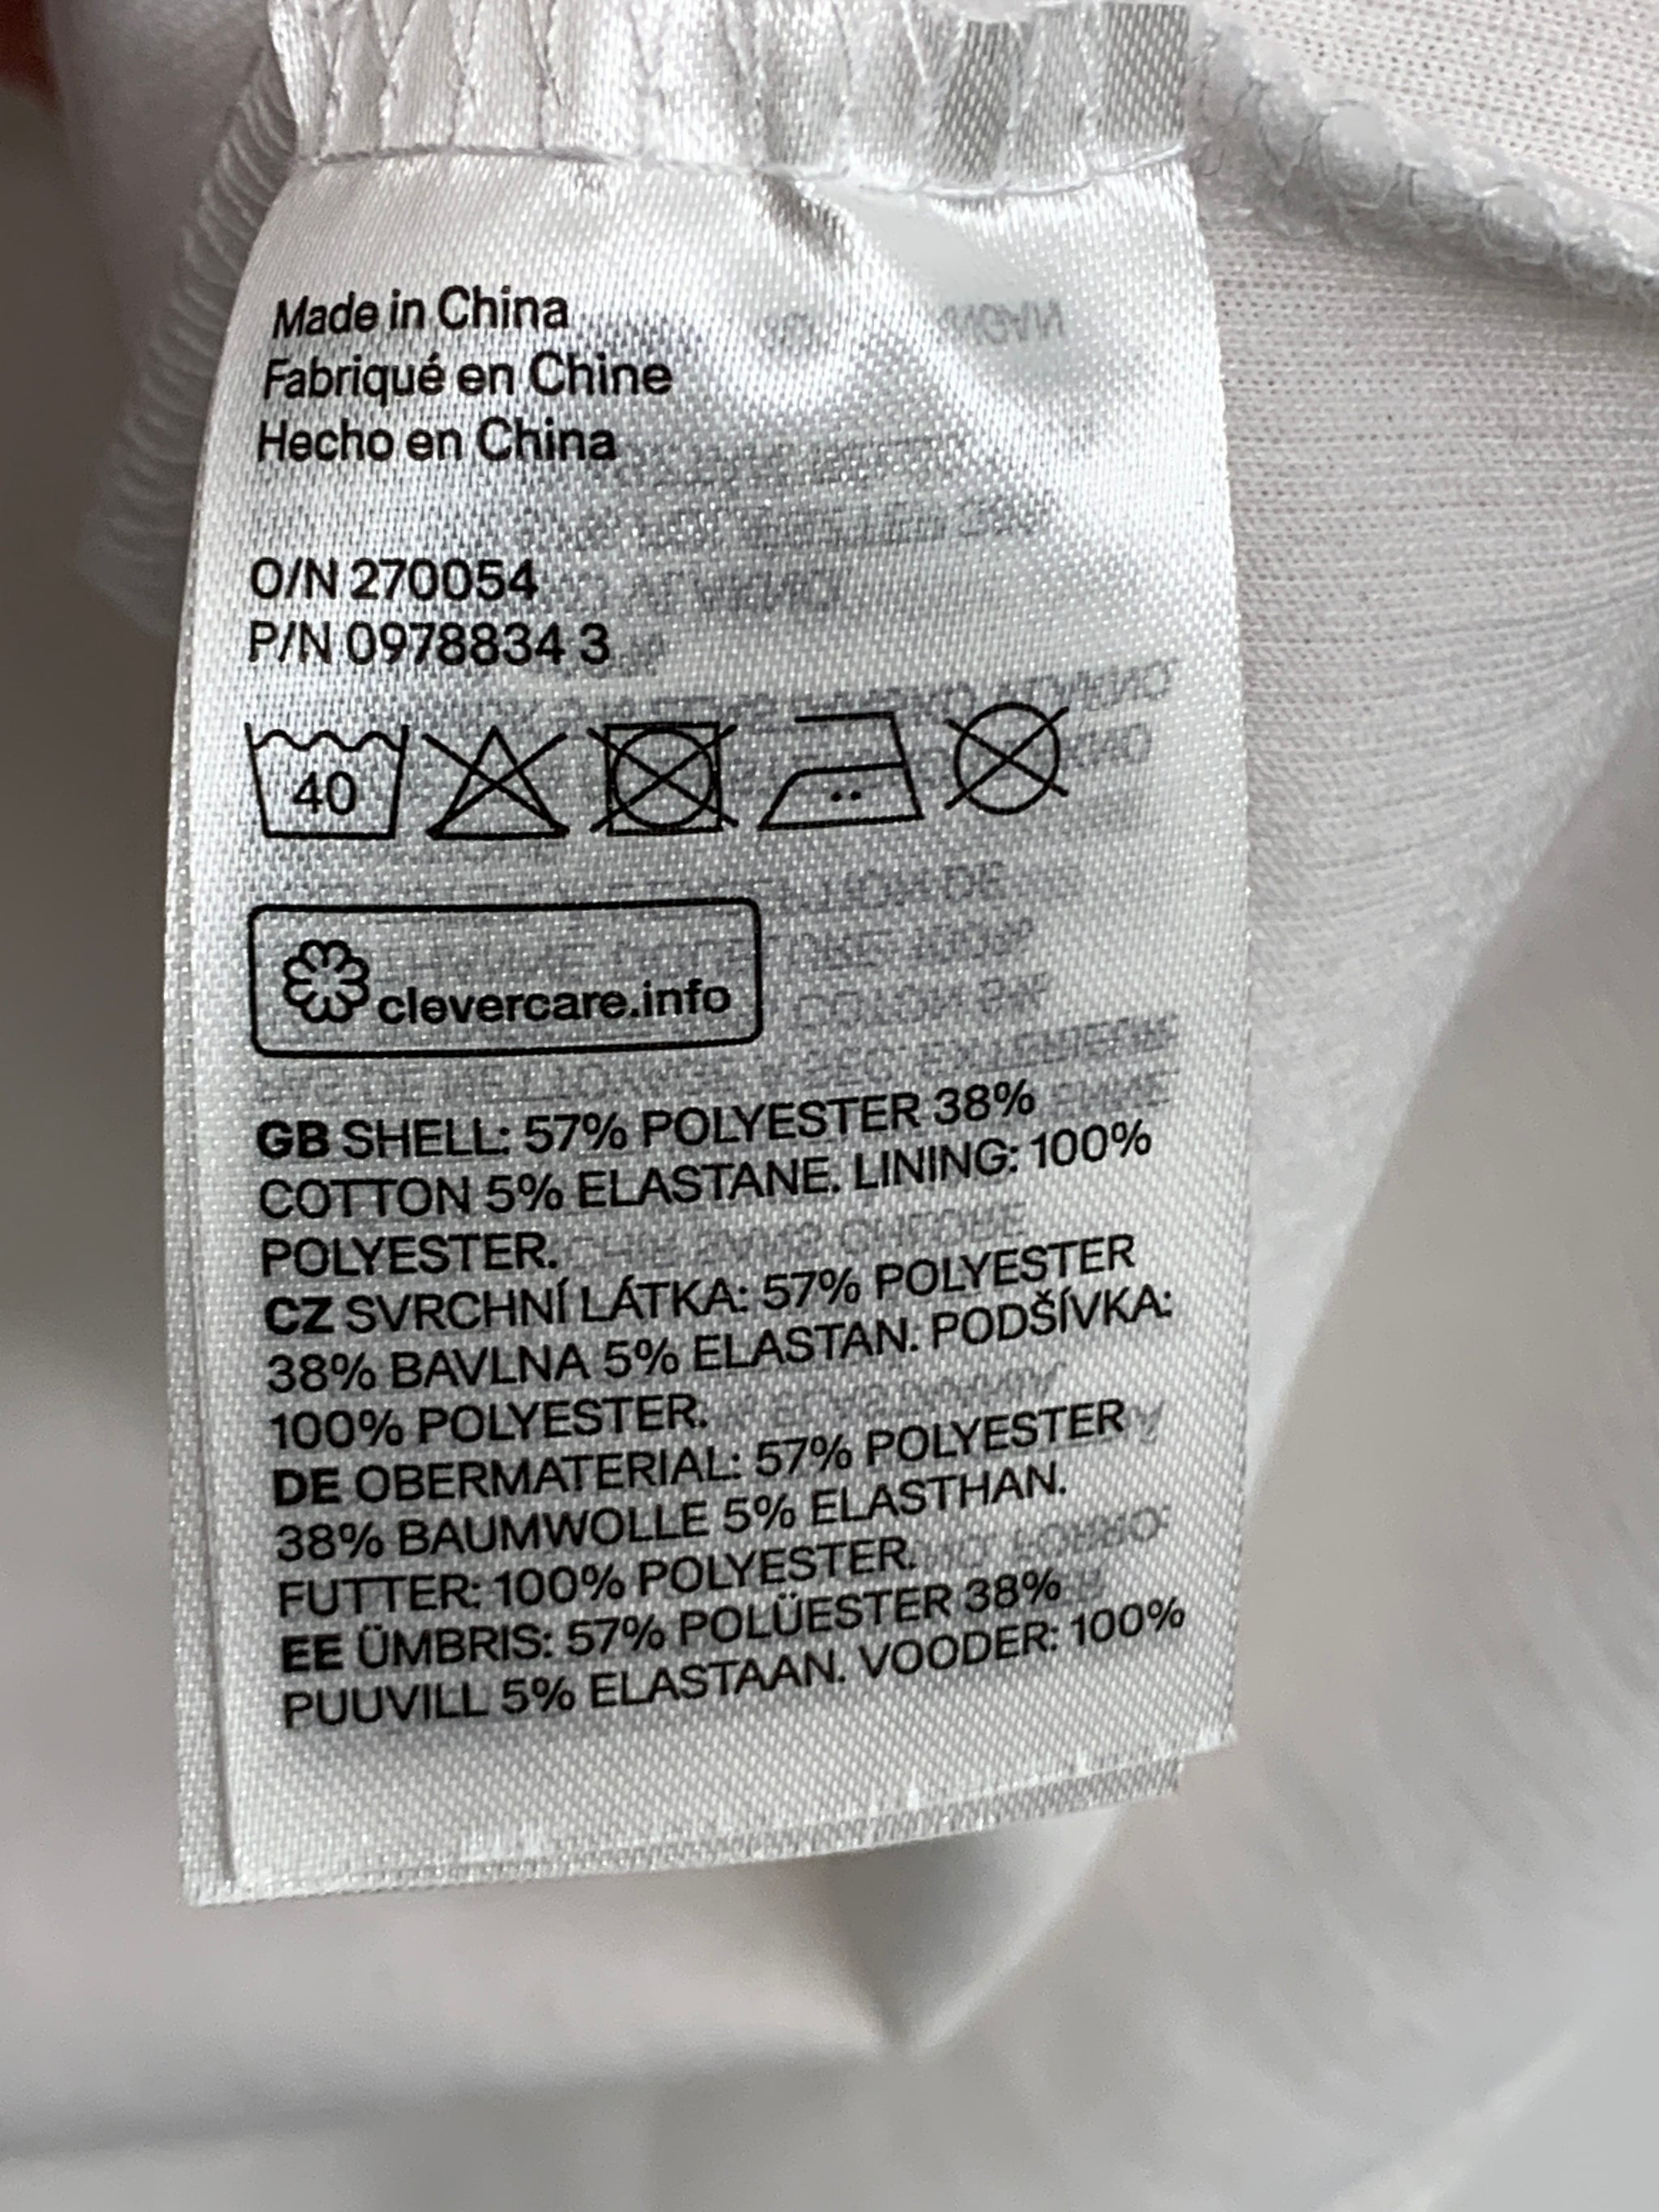 Made in China
Fabriqué en Chine
Hecho en China
O/N 270054
P/N 0978834 3
40
clevercare.info
GB SHELL: 57% POLYESTER 38%
COTTON 5% ELASTANE. LINING: 100%
POLYESTER.
CZ SVRCHNÍ LÁTKA: 57% POLYESTER
38% BAVLNA 5% ELASTAN. PODŠÍVKA:
100% POLYESTER.
DE OBERMATERIAL: 57% POLYESTER
38% BAUMWOLLE 5% ELASTHAN.
FUTTER: 100% POLYESTER.
EE ÜMBRIS: 57% POLÜESTER 38%
PUUVILL 5% ELASTAAN. VOODER: 100%